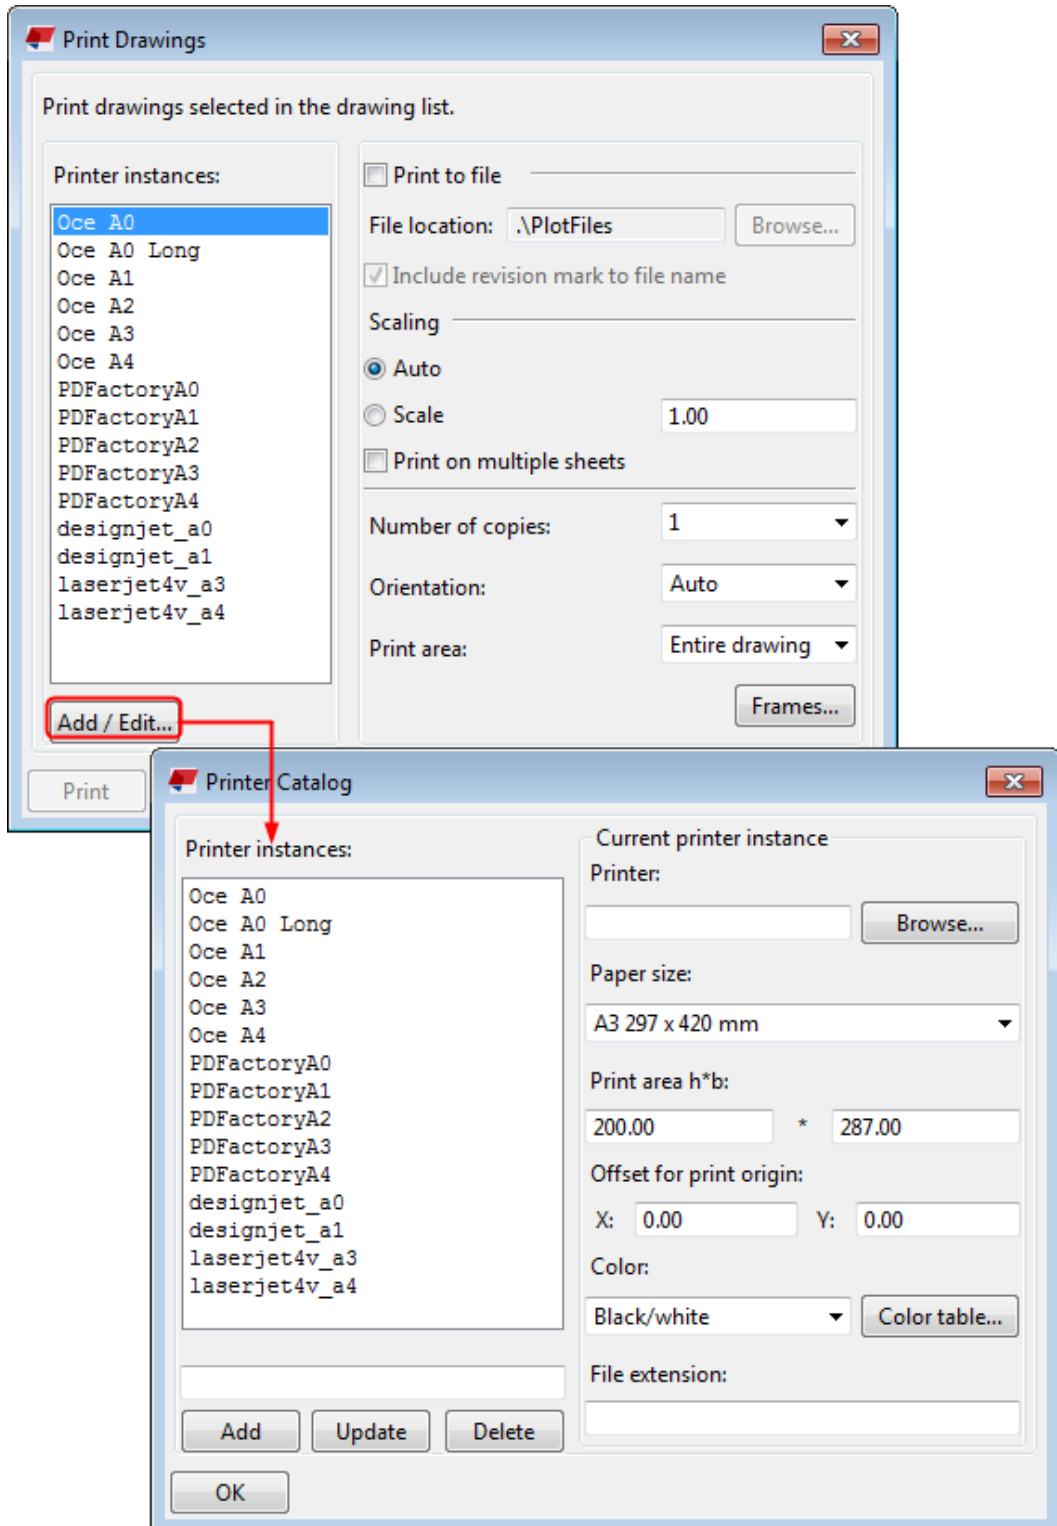 Print Drawings
Print drawings selected in the drawing list.
Printer instances:
Oce A0
Oce A0 Long
Oce A1
Oce A2
Oce A3
Oce A4
PDFactoryA0
PDFactoryA1
PDFactoryA2
PDFactoryA3
PDFactoryA4
designjet_a0
designjet_a1
laserjet4v_a3
laserjet4v_a4
Add / Edit...
Print to file
File location: .\PlotFiles Browse...
Include revision mark to file name
Scaling
Auto
Scale 1.00
Print on multiple sheets
Number of copies: 1
Orientation: Auto
Print area: Entire drawing
Frames...
Print
Printer Catalog
Printer instances:
Oce A0
Oce A0 Long
Oce A1
Oce A2
Oce A3
Oce A4
PDFactoryA0
PDFactoryA1
PDFactoryA2
PDFactoryA3
PDFactoryA4
designjet_a0
designjet_a1
laserjet4v_a3
laserjet4v_a4
Add Update Delete
Current printer instance
Printer:
Browse...
Paper size:
A3 297 x 420 mm
Print area h*b:
200.00 * 287.00
Offset for print origin:
X: 0.00 Y: 0.00
Color:
Black/white Color table...
File extension:
OK